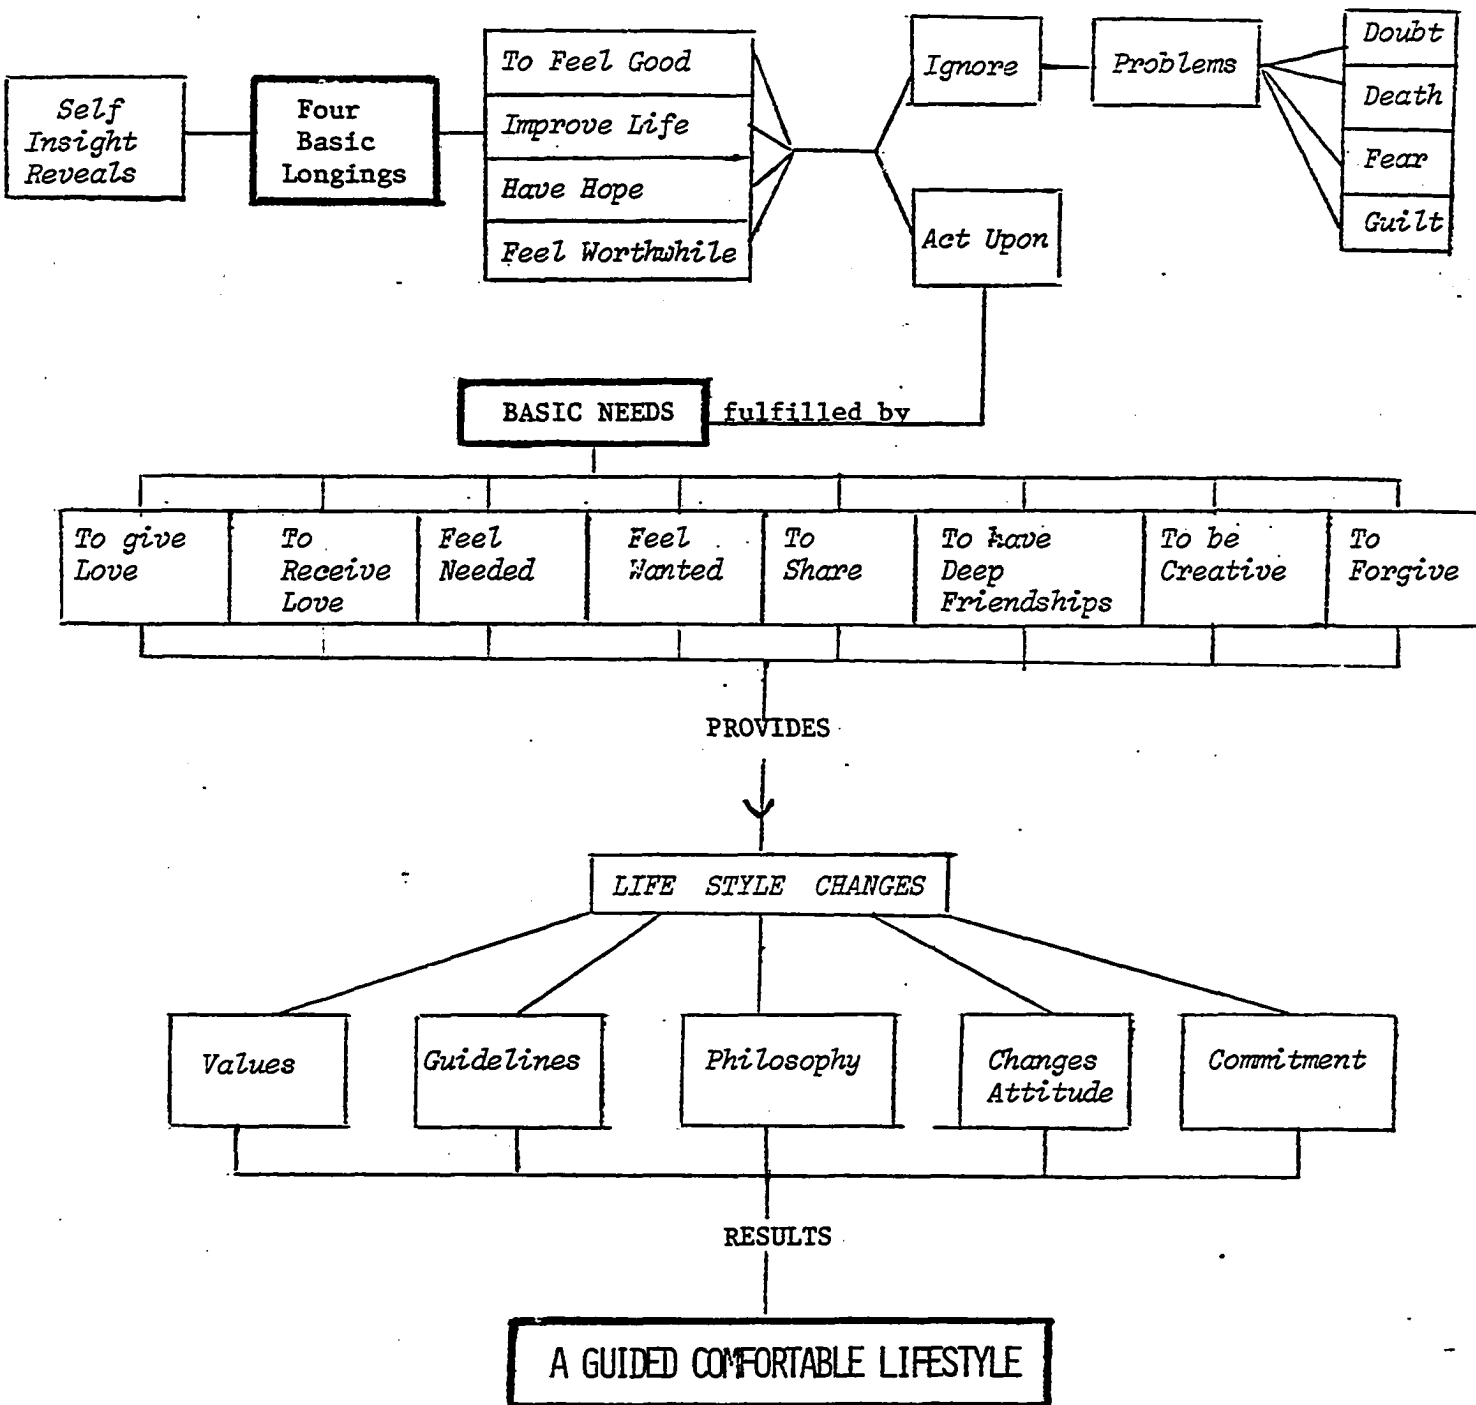 Self
Insight
Reveals
Four
Basic
Longings
To Feel Good
Improve Life
Have Hope
Feel Worthwhile
Ignore
Act Upon
Problems
Doubt
Death
Fear
Guilt
BASIC NEEDS fulfilled by
To give
Love
To
Receive
Love
Feel
Needed
Feel
Wanted
To
Share
To have
Deep
Friendships
To be
Creative
To
Forgive
PROVIDES
LIFE STYLE CHANGES
Values
Guidelines
Philosophy
Changes
Attitude
Commitment
RESULTS
A GUIDED COMFORTABLE LIFESTYLE